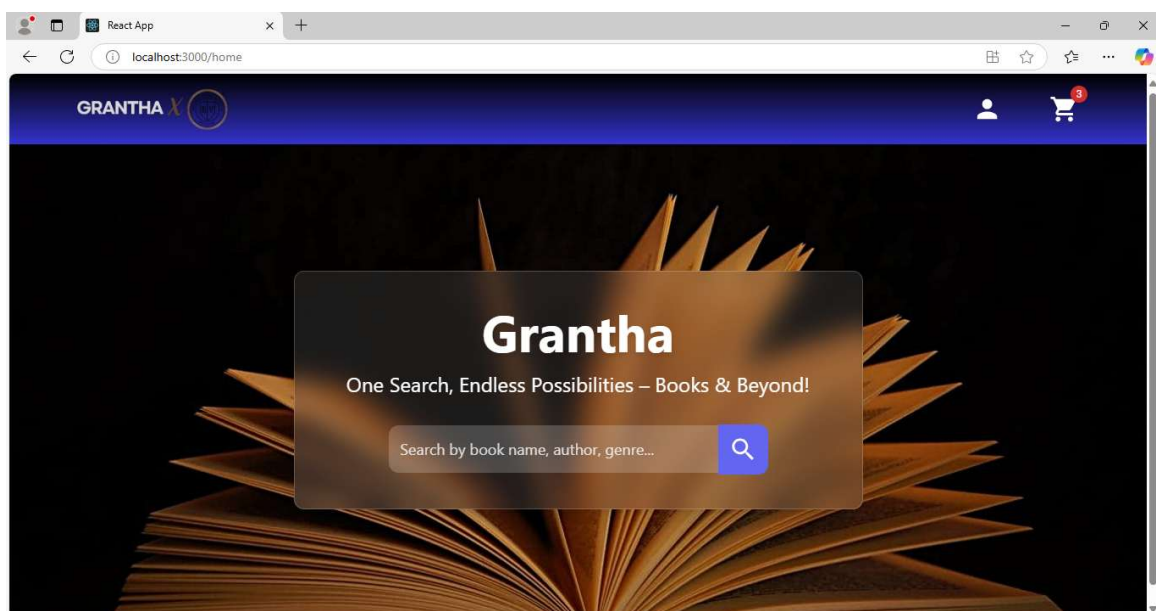 React App
localhost:3000/home
GRANTHA X
3
Grantha
One Search, Endless Possibilities – Books & Beyond!
Search by book name, author, genre...